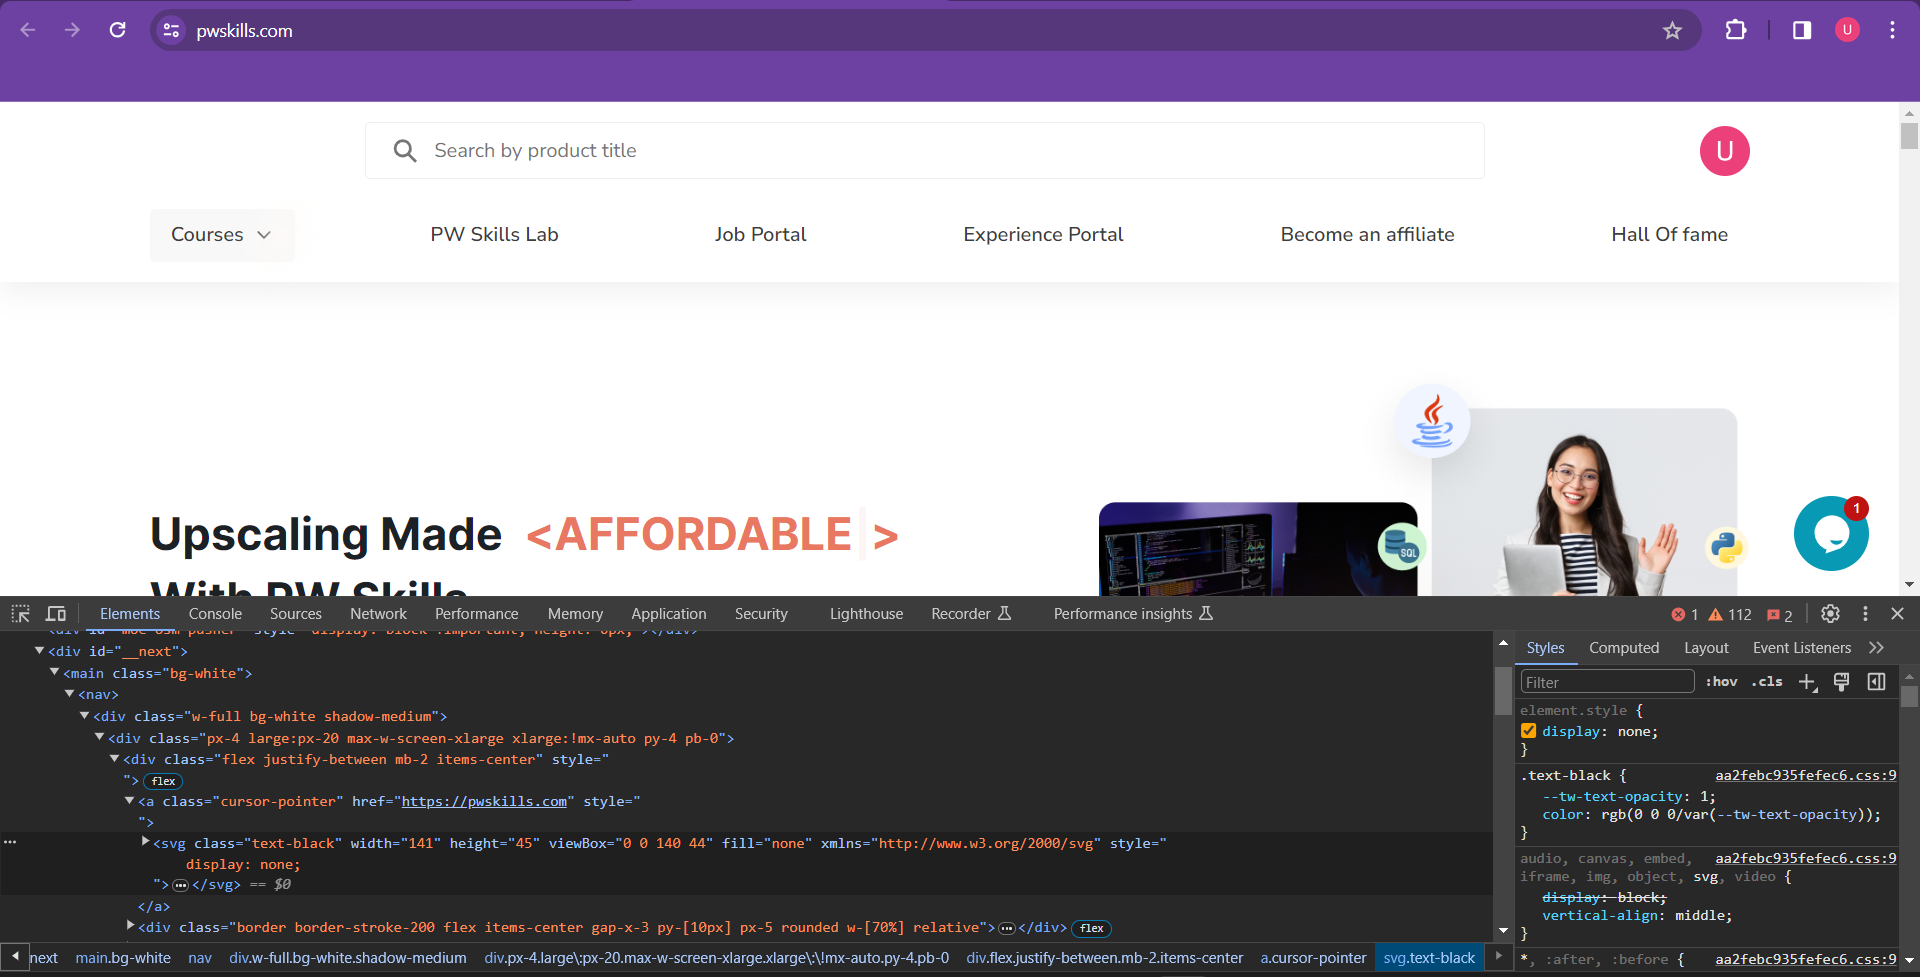 pwskills.com
U
Search by product title
U
Courses
PW Skills Lab
Job Portal
Experience Portal
Become an affiliate
Hall Of fame
Upscaling Made <AFFORDABLE >
With PW Skills
SQL
1
Elements Console Sources Network Performance Memory Application Security Lighthouse Recorder Performance insights 1 112 2
<div id="moe-osm-pusher" style="display: block !important; height: 0px;"></div>
<div id="__next">
<main class="bg-white">
<nav>
<div class="w-full bg-white shadow-medium">
<div class="px-4 large:px-20 max-w-screen-xlarge xlarge:!mx-auto py-4 pb-0">
<div class="flex justify-between mb-2 items-center" style="
"> flex
<a class="cursor-pointer" href="https://pwskills.com" style="
">
<svg class="text-black" width="141" height="45" viewBox="0 0 140 44" fill="none" xmlns="http://www.w3.org/2000/svg" style="
display: none;
">…</svg> == $0
</a>
<div class="border border-stroke-200 flex items-center gap-x-3 py-[10px] px-5 rounded w-[70%] relative">…</div> flex
next main.bg-white nav div.w-full.bg-white.shadow-medium div.px-4.large\:px-20.max-w-screen-xlarge.xlarge\:\!mx-auto.py-4.pb-0 div.flex.justify-between.mb-2.items-center a.cursor-pointer svg.text-black
Styles Computed Layout Event Listeners
Filter :hov .cls
element.style {
display: none;
}
.text-black { aa2febc935fefec6.css:9
--tw-text-opacity: 1;
color: rgb(0 0 0/var(--tw-text-opacity));
}
audio, canvas, embed, aa2febc935fefec6.css:9
iframe, img, object, svg, video {
display: block;
vertical-align: middle;
}
*, :after, :before { aa2febc935fefec6.css:9